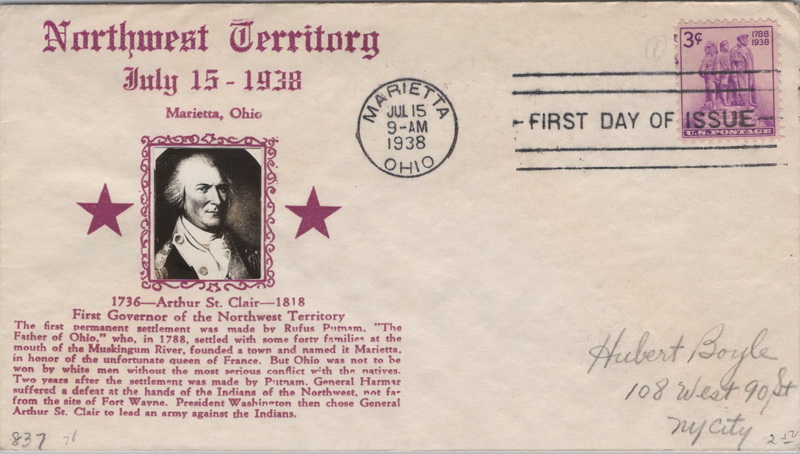 Northwest Territorg
July 15 - 1938
Marietta, Ohio
1736—Arthur St. Clair—1818
First Governor of the Northwest Territory
The first permanent settlement was made by Rufus Putnam, "The
Father of Ohio," who, in 1788, settled with some forty families at the
mouth of the Muskingum River, founded a town and named it Marietta,
in honor of the unfortunate queen of France. But Ohio was not to be
won by white men without the most serious conflict with the natives.
Two years after the settlement was made by Putnam, General Harmar
suffered a defeat at the hands of the Indians of the Northwest, not far
from the site of Fort Wayne. President Washington then chose General
Arthur St. Clair to lead an army against the Indians.
837
MARIETTA
JUL 15
9-AM
1938
OHIO
FIRST DAY OF ISSUE
3¢
1788
1938
U.S. POSTAGE
Hubert Boyle
108 West 90 St
NY City